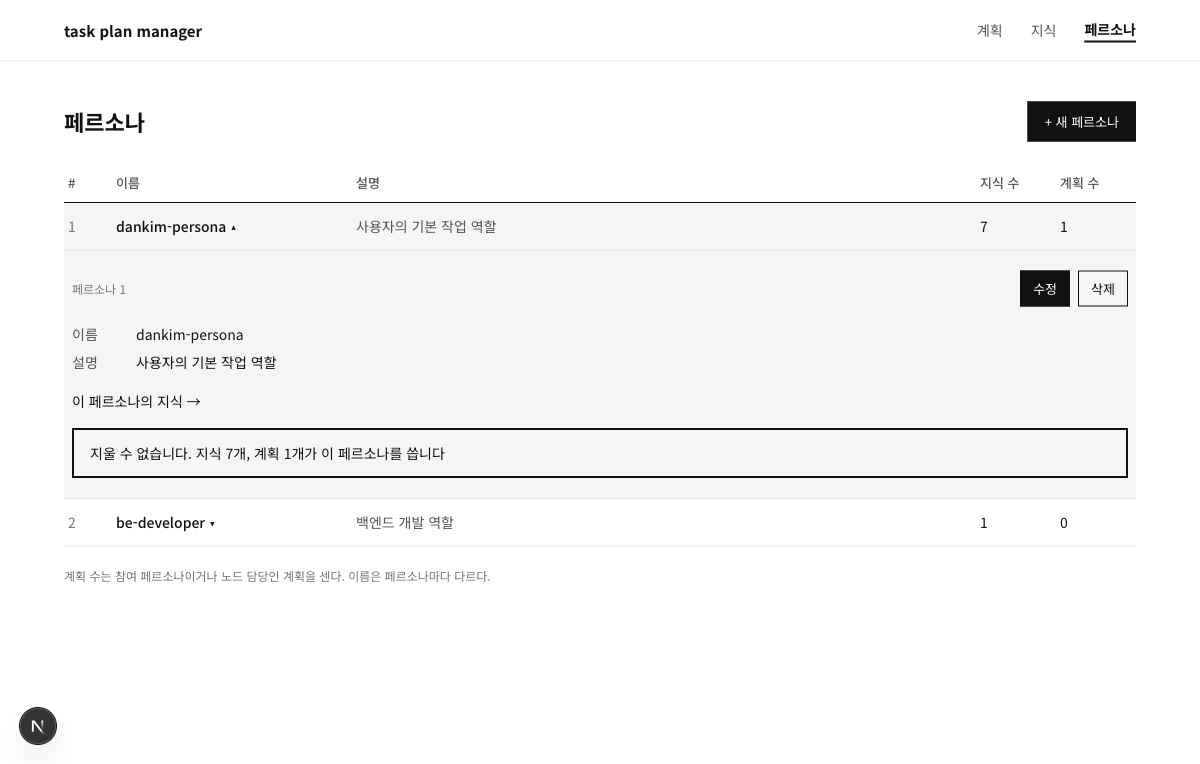 task plan manager 계획 지식 페르소나
페르소나 + 새 페르소나
# 이름 설명 지식 수 계획 수
1 dankim-persona ▴ 사용자의 기본 작업 역할 7 1
페르소나 1 수정 삭제
이름 dankim-persona
설명 사용자의 기본 작업 역할
이 페르소나의 지식 →
지울 수 없습니다. 지식 7개, 계획 1개가 이 페르소나를 씁니다
2 be-developer ▾ 백엔드 개발 역할 1 0
계획 수는 참여 페르소나이거나 노드 담당인 계획을 센다. 이름은 페르소나마다 다르다.
N